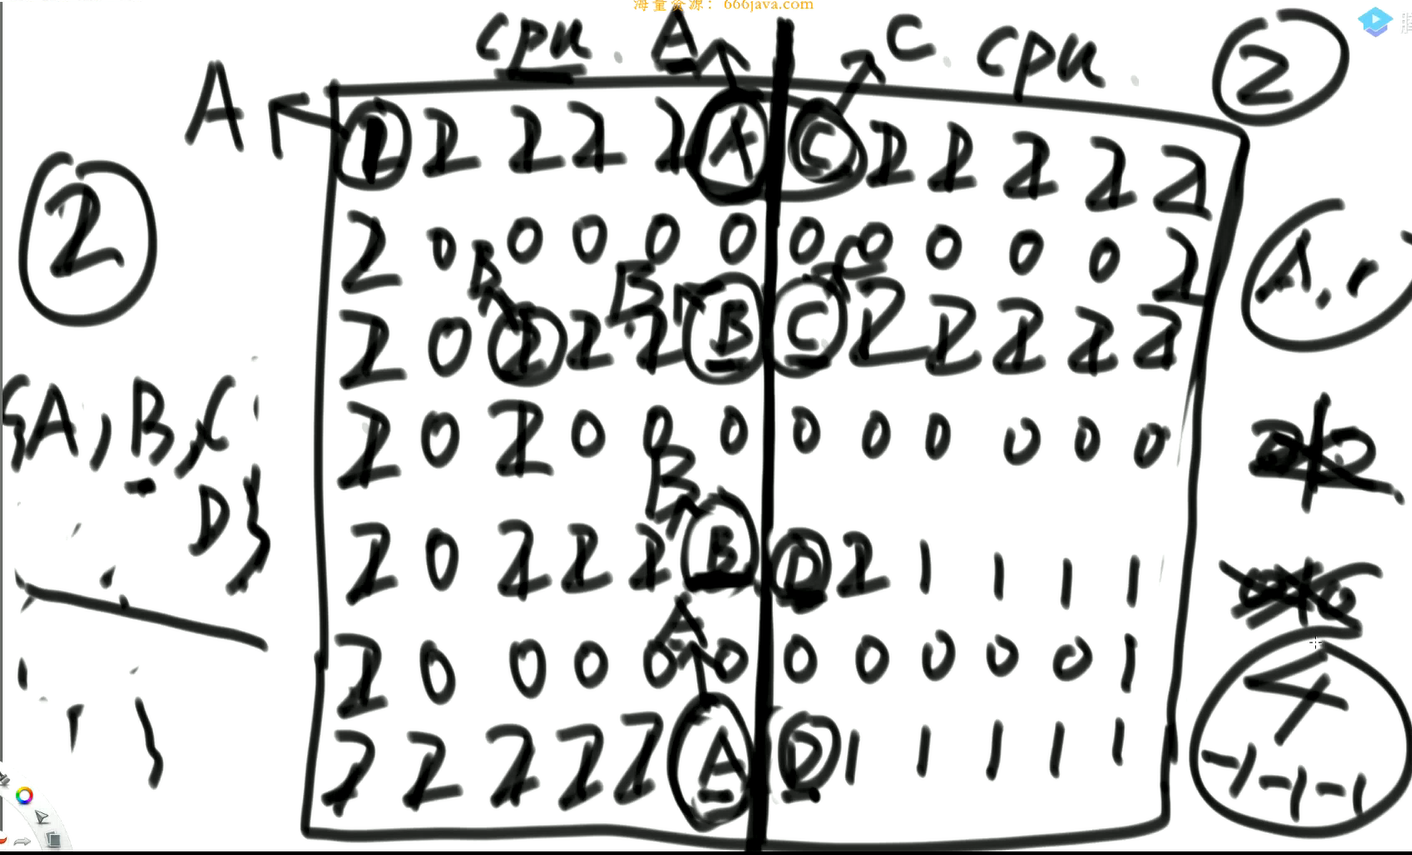 海量资源：666java.com
cpu. A C. cpu ②
A 1 2 2 2 2 A C 2 2 2 2 2
②
2 0 0 0 0 0 0 0 0 0 0 2
B B C A,
2 0 2 2 2 B C 2 2 2 2 2
{A, B, C
2 0 2 0 0 0 0 0 0 0 0 0
D} B
2 0 2 2 2 B D 2 1 1 1 1
A
2 0 0 0 0 0 0 0 0 0 0 1
4
2 2 2 2 2 A D 1 1 1 1 1
-1-1-1